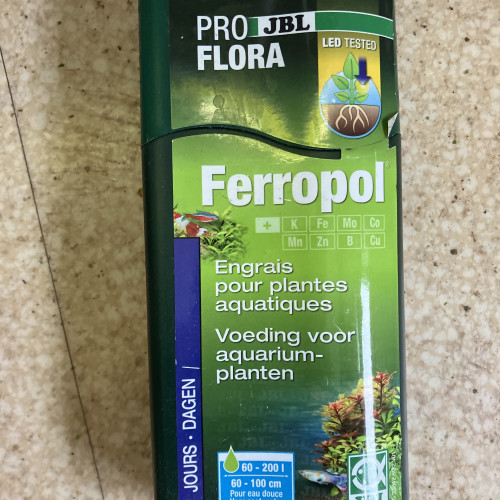 PRO JBL
FLORA
LED TESTED
Ferropol
+ K Fe Mo Co
Mn Zn B Cu
Engrais
pour plantes
aquatiques
Voeding voor
aquarium-
planten
JOURS · DAGEN
60 - 200 l
60 - 100 cm
Pour eau douce